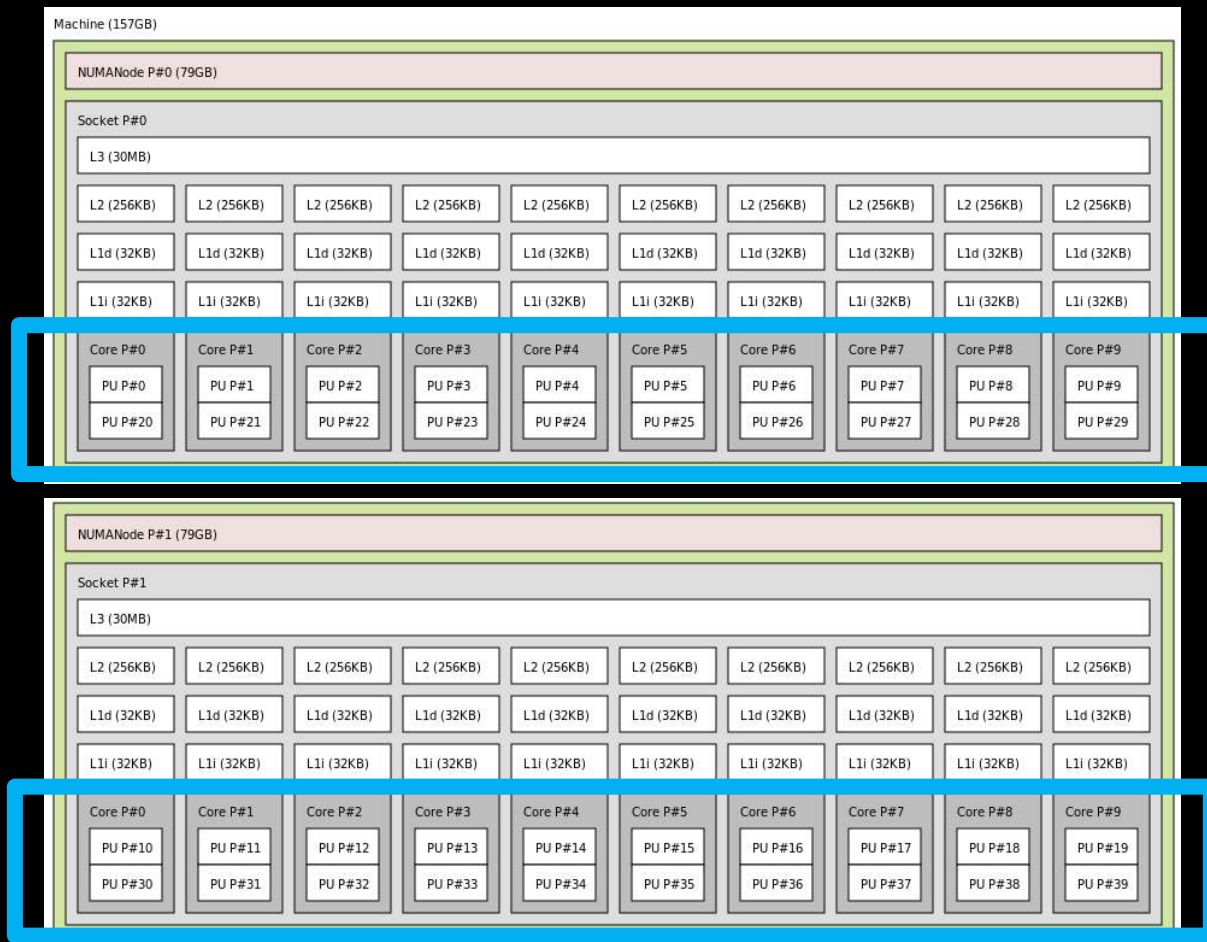 Machine (157GB)
NUMANode P#0 (79GB)
Socket P#0
L3 (30MB)
L2 (256KB) L2 (256KB) L2 (256KB) L2 (256KB) L2 (256KB) L2 (256KB) L2 (256KB) L2 (256KB) L2 (256KB) L2 (256KB)
L1d (32KB) L1d (32KB) L1d (32KB) L1d (32KB) L1d (32KB) L1d (32KB) L1d (32KB) L1d (32KB) L1d (32KB) L1d (32KB)
L1i (32KB) L1i (32KB) L1i (32KB) L1i (32KB) L1i (32KB) L1i (32KB) L1i (32KB) L1i (32KB) L1i (32KB) L1i (32KB)
Core P#0 Core P#1 Core P#2 Core P#3 Core P#4 Core P#5 Core P#6 Core P#7 Core P#8 Core P#9
PU P#0 PU P#1 PU P#2 PU P#3 PU P#4 PU P#5 PU P#6 PU P#7 PU P#8 PU P#9
PU P#20 PU P#21 PU P#22 PU P#23 PU P#24 PU P#25 PU P#26 PU P#27 PU P#28 PU P#29
NUMANode P#1 (79GB)
Socket P#1
L3 (30MB)
L2 (256KB) L2 (256KB) L2 (256KB) L2 (256KB) L2 (256KB) L2 (256KB) L2 (256KB) L2 (256KB) L2 (256KB) L2 (256KB)
L1d (32KB) L1d (32KB) L1d (32KB) L1d (32KB) L1d (32KB) L1d (32KB) L1d (32KB) L1d (32KB) L1d (32KB) L1d (32KB)
L1i (32KB) L1i (32KB) L1i (32KB) L1i (32KB) L1i (32KB) L1i (32KB) L1i (32KB) L1i (32KB) L1i (32KB) L1i (32KB)
Core P#0 Core P#1 Core P#2 Core P#3 Core P#4 Core P#5 Core P#6 Core P#7 Core P#8 Core P#9
PU P#10 PU P#11 PU P#12 PU P#13 PU P#14 PU P#15 PU P#16 PU P#17 PU P#18 PU P#19
PU P#30 PU P#31 PU P#32 PU P#33 PU P#34 PU P#35 PU P#36 PU P#37 PU P#38 PU P#39